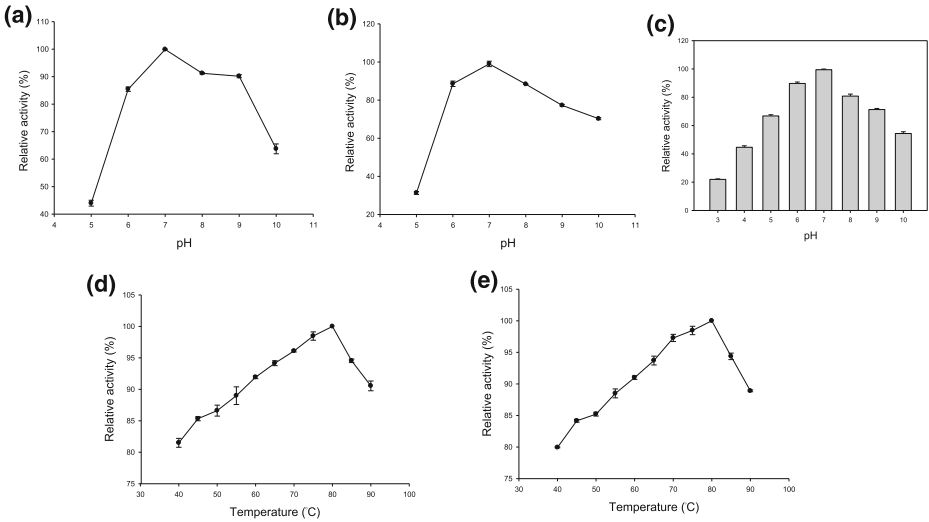 (a)
110
100
90
80
70
60
50
40
Relative activity (%)
4 5 6 7 8 9 10 11
pH
(b)
120
100
80
60
40
20
Relative activity (%)
4 5 6 7 8 9 10 11
pH
(c)
120
100
80
60
40
20
0
Relative activity (%)
3 4 5 6 7 8 9 10
pH
(d)
105
100
95
90
85
80
75
Relative activity (%)
30 40 50 60 70 80 90 100
Temperature (°C)
(e)
105
100
95
90
85
80
75
Relative activity (%)
30 40 50 60 70 80 90 100
Temperature (°C)